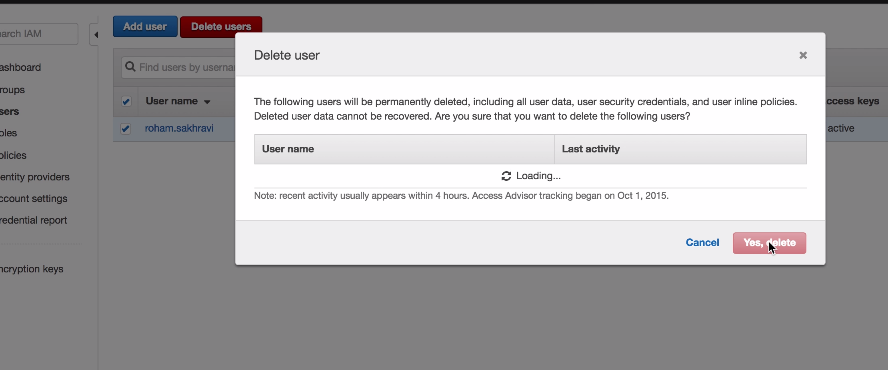 Add user
Delete users
arch IAM
Delete user
ashboard
Find users by userna
roups
The following users will be permanently deleted, including all user data, user security credentials, and user inline policies.
sers
User name
ccess keys
Deleted user data cannot be recovered. Are you sure that you want to delete the following users?
roham.sakhravi
active
oles
User name
Last activity
olicies
Loading...
entity providers
Note: recent activity usually appears within 4 hours. Access Advisor tracking began on Oct 1, 2015.
ccount settings
redential report
Cancel
Yes, delete
ncryption keys